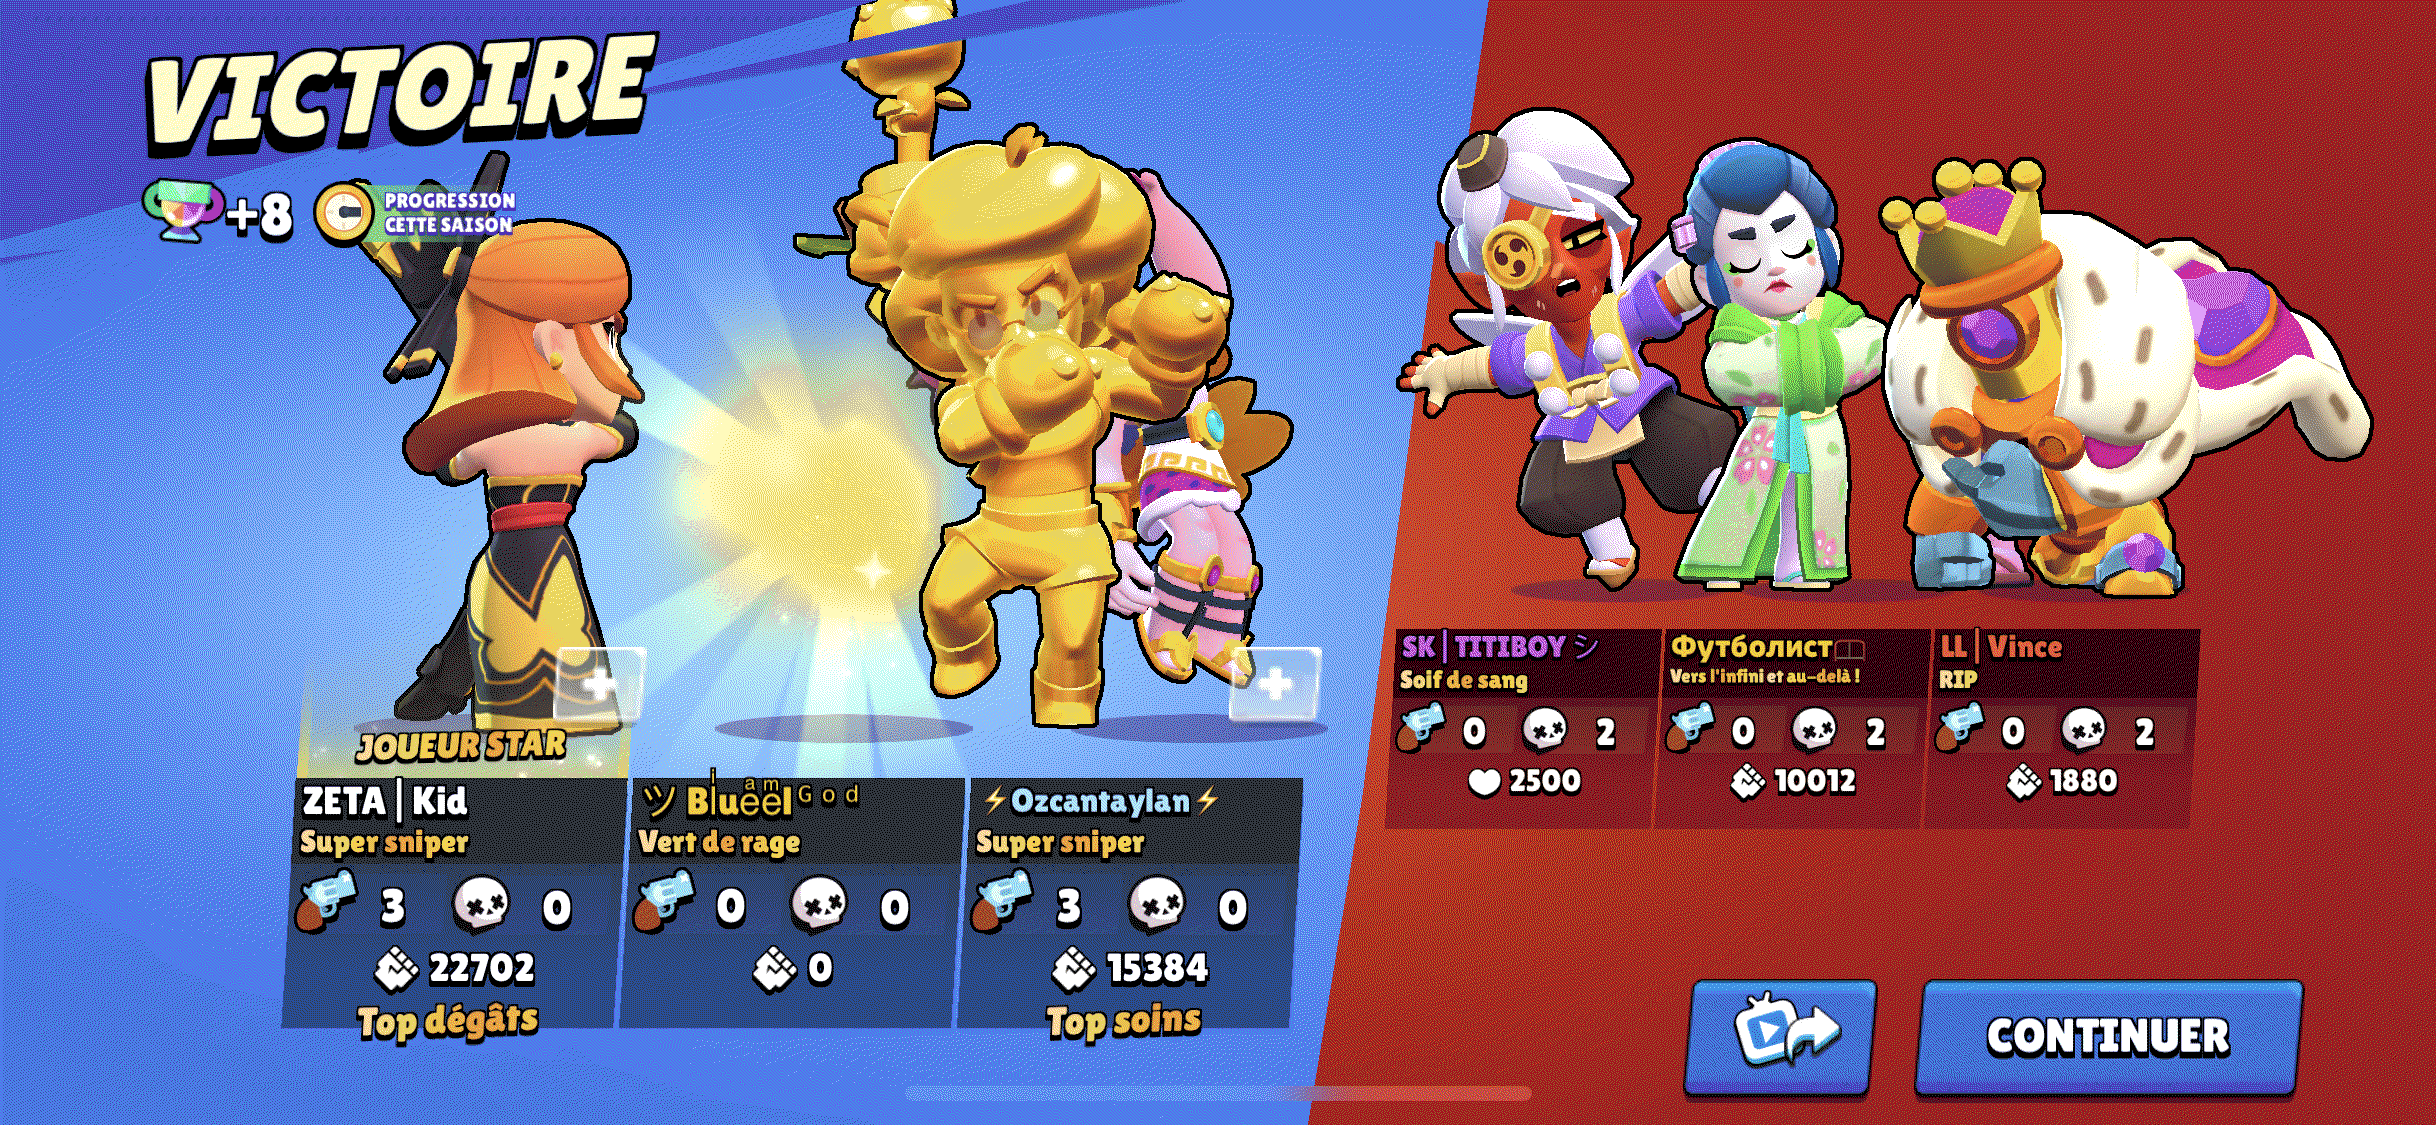 VICTOIRE
+8
PROGRESSION
CETTE SAISON
JOUEUR STAR
ZETA | Kid
Super sniper
3 0
22702
Top dégâts
ツ Blueel i am God
Vert de rage
0 0
0
⚡Ozcantaylan⚡
Super sniper
3 0
15384
Top soins
SK | TITIBOY シ
Soif de sang
0 2
2500
Футболист
Vers l'infini et au-delà !
0 2
10012
LL | Vince
RIP
0 2
1880
CONTINUER